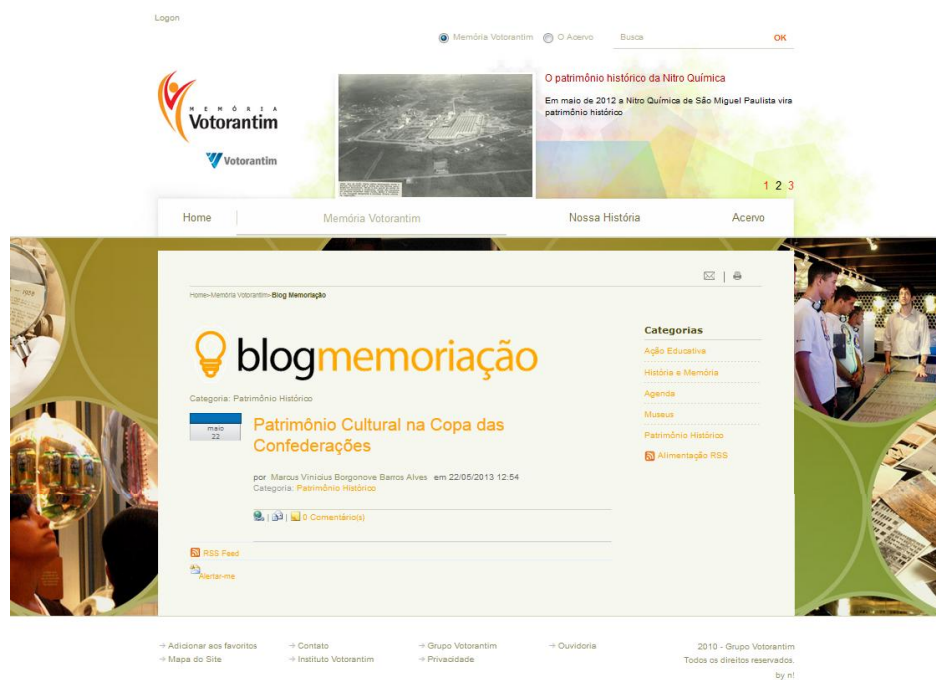 Logon
Memória Votorantim O Acervo Busca OK
O patrimônio histórico da Nitro Química
Em maio de 2012 a Nitro Química de São Miguel Paulista vira
patrimônio histórico
MEMÓRIA
Votorantim
Votorantim
1 2 3
Home Memória Votorantim Nossa História Acervo
Home>Memória Votorantim>Blog Memoriação
blogmemoriação
Categoria: Patrimônio Histórico
maio
22
Patrimônio Cultural na Copa das
Confederações
por Marcus Vinicius Borgonove Barros Alves em 22/05/2013 12:54
Categoria: Patrimônio Histórico
| | 0 Comentário(s)
RSS Feed
Alertar-me
Categorias
Ação Educativa
História e Memória
Agenda
Museus
Patrimônio Histórico
Alimentação RSS
Adicionar aos favoritos Contato Grupo Votorantim Ouvidoria 2010 - Grupo Votorantim
Mapa do Site Instituto Votorantim Privacidade Todos os direitos reservados.
by n!